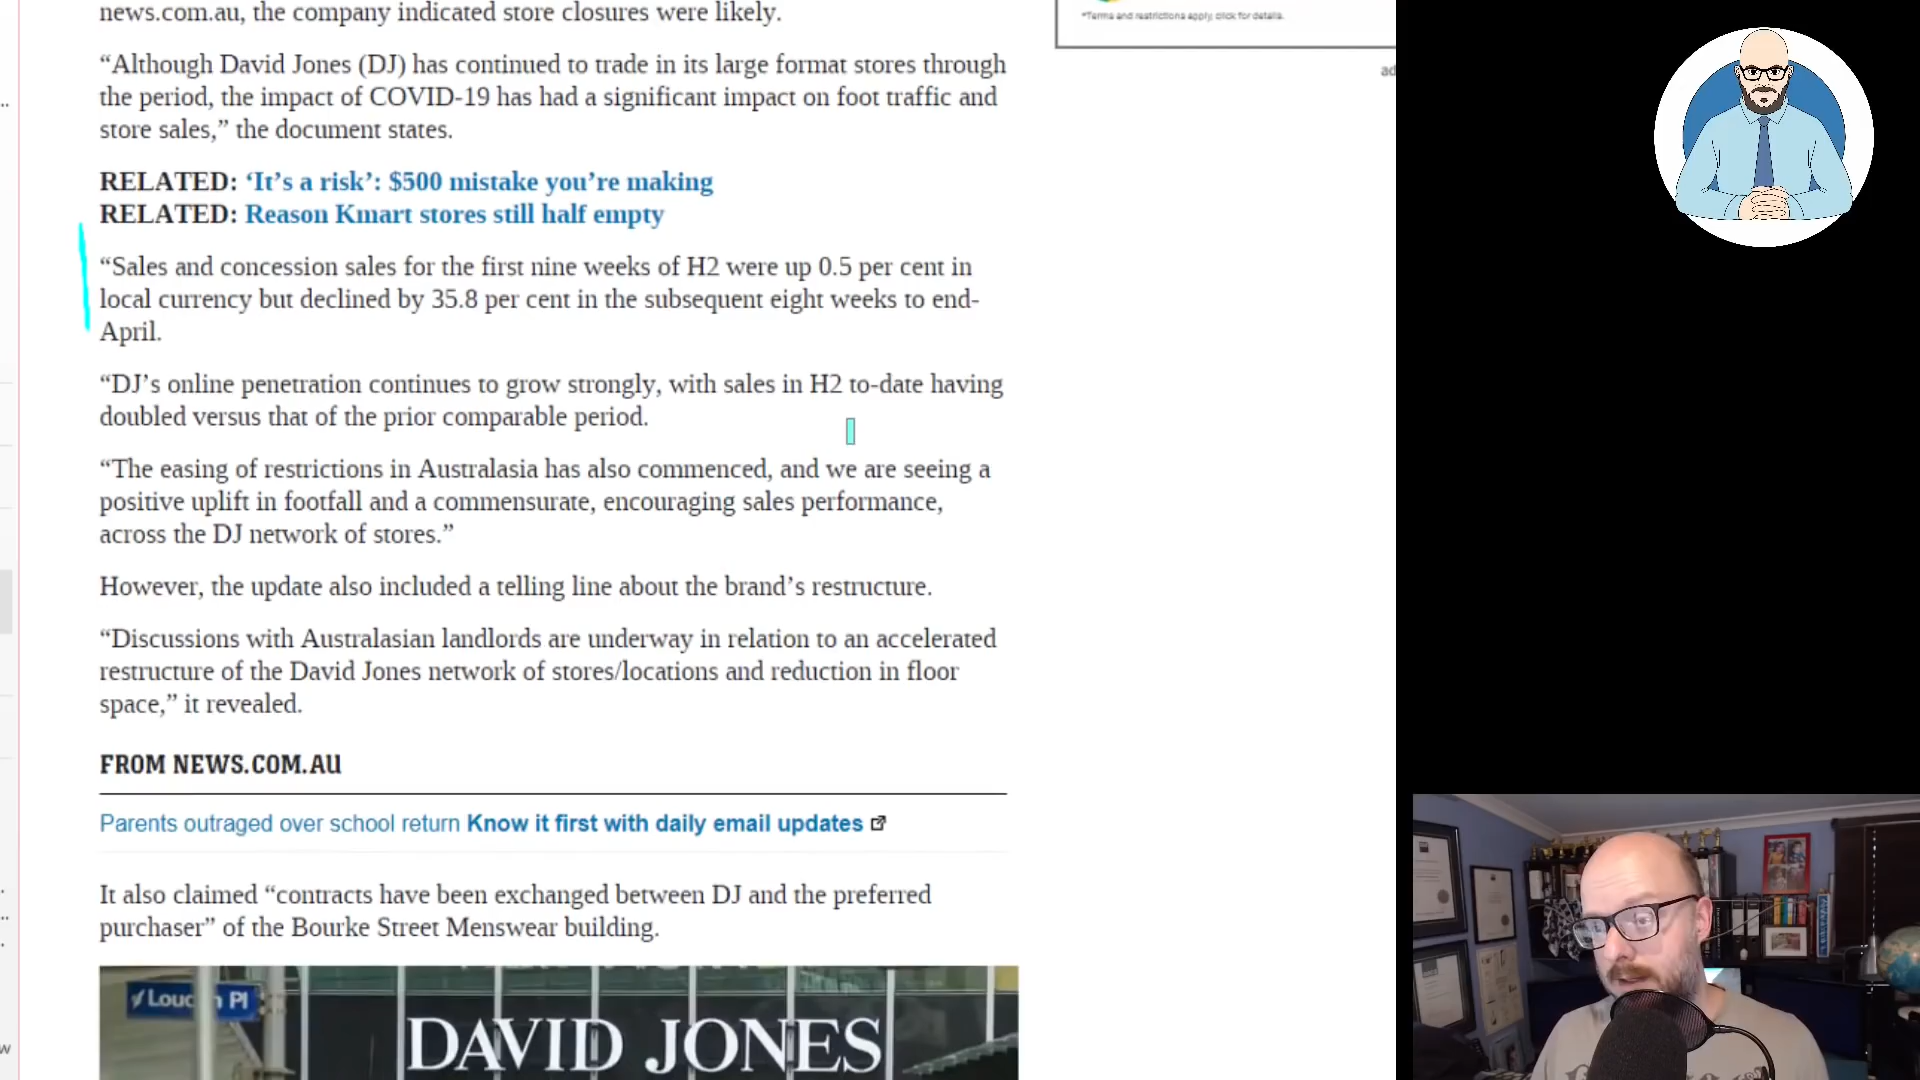 news.com.au, the company indicated store closures were likely.
*Terms and restrictions apply, click for details.
ad
“Although David Jones (DJ) has continued to trade in its large format stores through
the period, the impact of COVID-19 has had a significant impact on foot traffic and
store sales,” the document states.
RELATED: ‘It’s a risk’: $500 mistake you’re making
RELATED: Reason Kmart stores still half empty
“Sales and concession sales for the first nine weeks of H2 were up 0.5 per cent in
local currency but declined by 35.8 per cent in the subsequent eight weeks to end-
April.
“DJ’s online penetration continues to grow strongly, with sales in H2 to-date having
doubled versus that of the prior comparable period.
“The easing of restrictions in Australasia has also commenced, and we are seeing a
positive uplift in footfall and a commensurate, encouraging sales performance,
across the DJ network of stores.”
However, the update also included a telling line about the brand’s restructure.
“Discussions with Australasian landlords are underway in relation to an accelerated
restructure of the David Jones network of stores/locations and reduction in floor
space,” it revealed.
FROM NEWS.COM.AU
Parents outraged over school return Know it first with daily email updates
It also claimed “contracts have been exchanged between DJ and the preferred
purchaser” of the Bourke Street Menswear building.
Pl
DAVID JONES